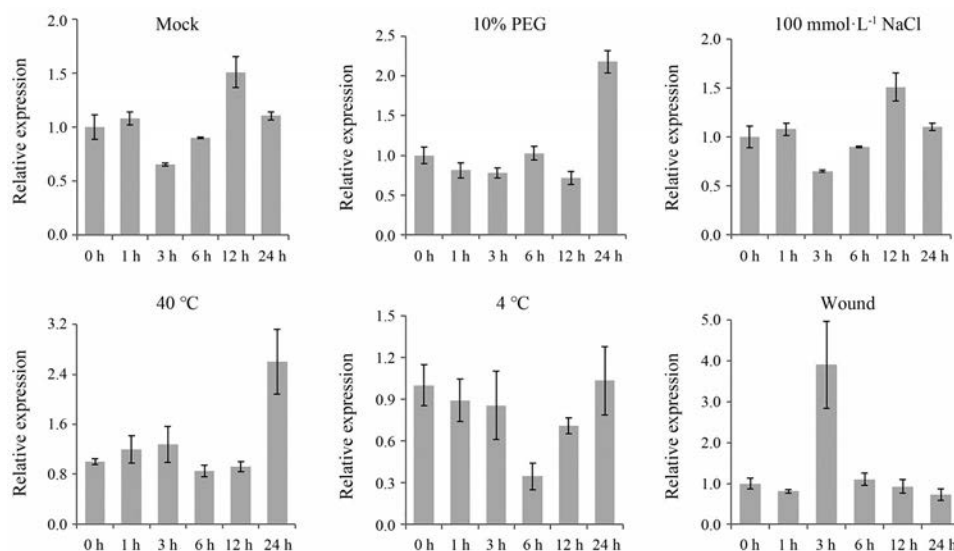 Mock
Relative expression
2.0
1.5
1.0
0.5
0.0
0 h 1 h 3 h 6 h 12 h 24 h
10% PEG
Relative expression
2.5
2.0
1.5
1.0
0.5
0.0
0 h 1 h 3 h 6 h 12 h 24 h
100 mmol·L⁻¹ NaCl
Relative expression
2.0
1.5
1.0
0.5
0.0
0 h 1 h 3 h 6 h 12 h 24 h
40 °C
Relative expression
3.2
2.4
1.6
0.8
0.0
0 h 1 h 3 h 6 h 12 h 24 h
4 °C
Relative expression
1.5
1.2
0.9
0.6
0.3
0.0
0 h 1 h 3 h 6 h 12 h 24 h
Wound
Relative expression
5.0
4.0
3.0
2.0
1.0
0.0
0 h 1 h 3 h 6 h 12 h 24 h